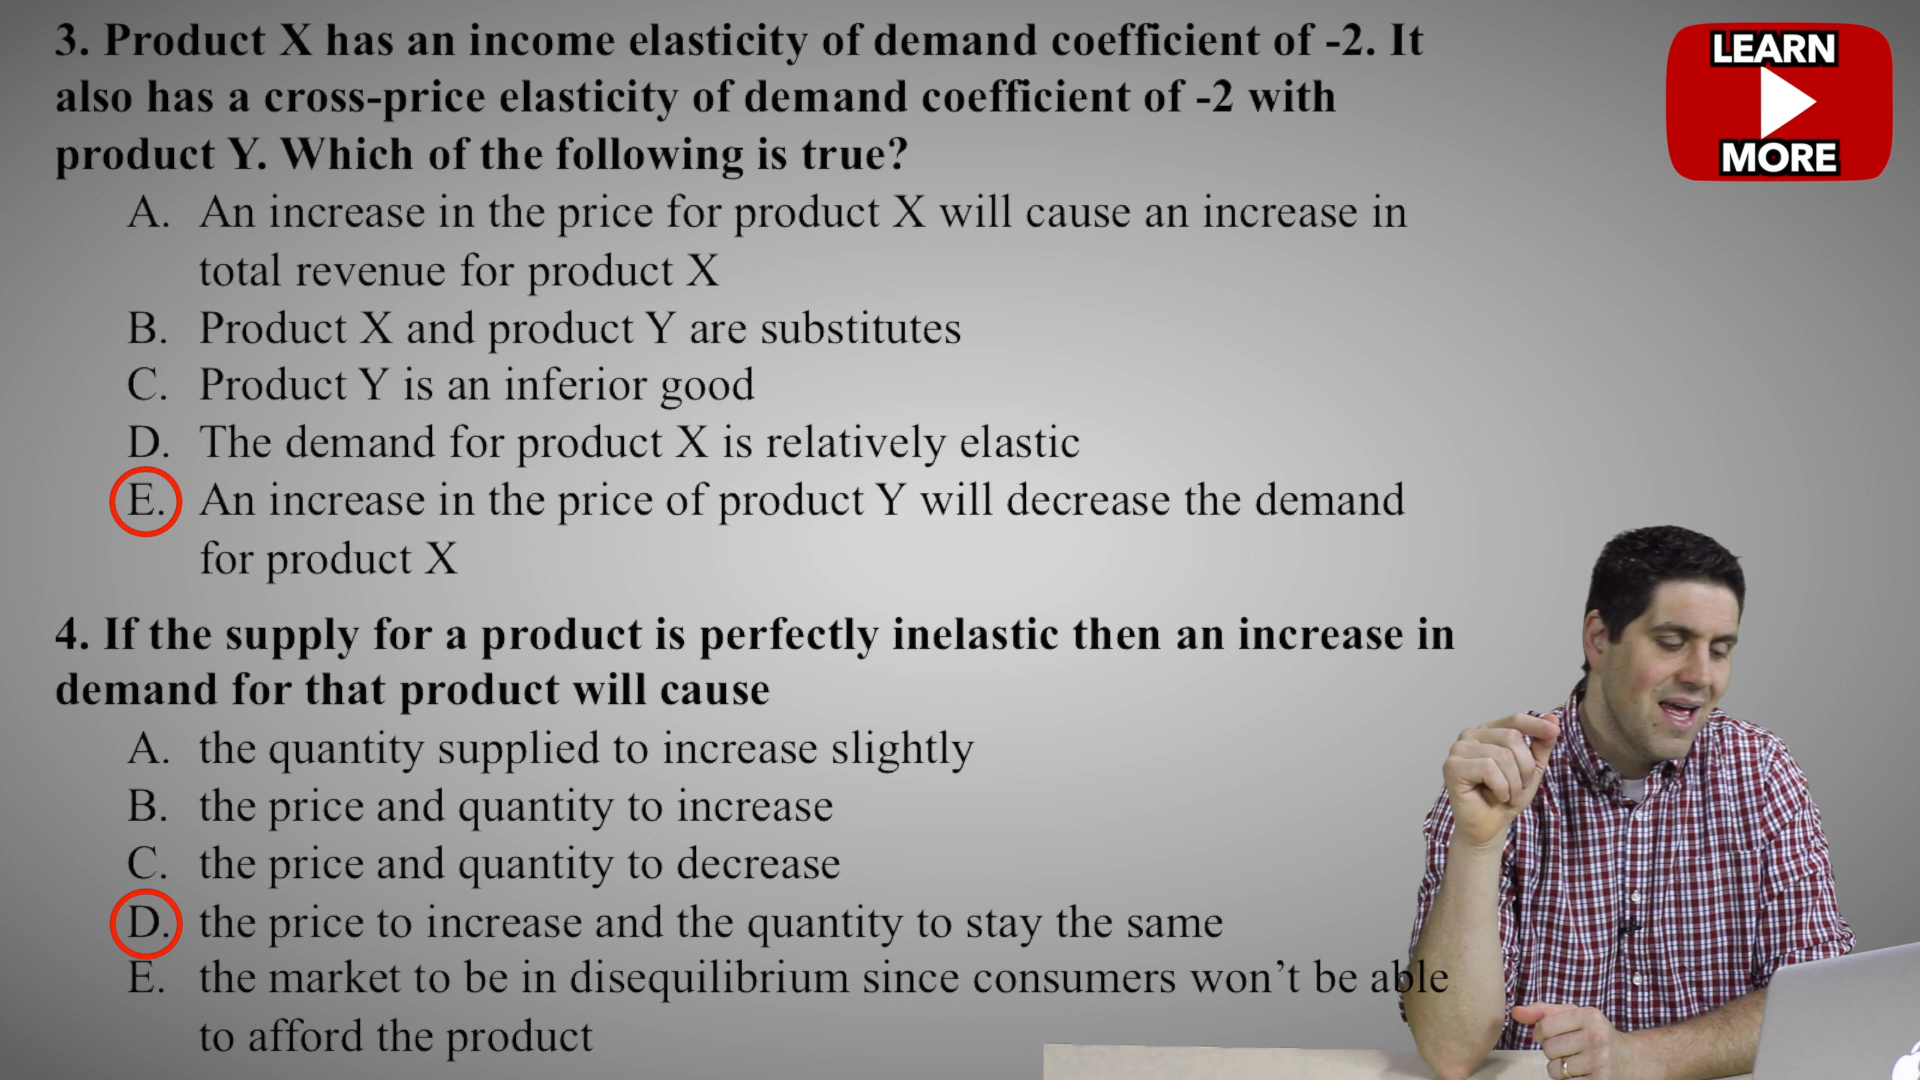 3. Product X has an income elasticity of demand coefficient of -2. It
also has a cross-price elasticity of demand coefficient of -2 with
product Y. Which of the following is true?
A. An increase in the price for product X will cause an increase in
total revenue for product X
B. Product X and product Y are substitutes
C. Product Y is an inferior good
D. The demand for product X is relatively elastic
E. An increase in the price of product Y will decrease the demand
for product X
4. If the supply for a product is perfectly inelastic then an increase in
demand for that product will cause
A. the quantity supplied to increase slightly
B. the price and quantity to increase
C. the price and quantity to decrease
D. the price to increase and the quantity to stay the same
E. the market to be in disequilibrium since consumers won’t be able
to afford the product
LEARN
MORE